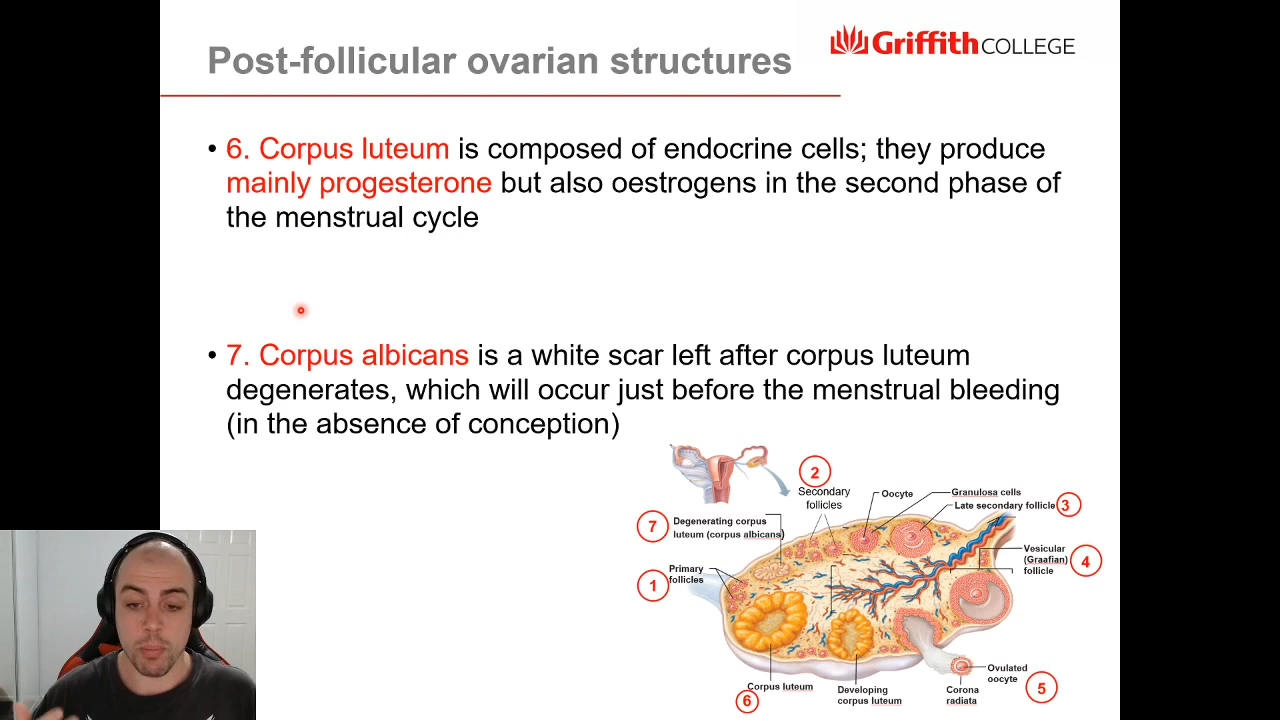 Post-follicular ovarian structures
Griffith COLLEGE
• 6. Corpus luteum is composed of endocrine cells; they produce
mainly progesterone but also oestrogens in the second phase of
the menstrual cycle
• 7. Corpus albicans is a white scar left after corpus luteum
degenerates, which will occur just before the menstrual bleeding
(in the absence of conception)
2
Secondary
follicles
Oocyte
Granulosa cells
Late secondary follicle
3
7
Degenerating corpus
luteum (corpus albicans)
Vesicular
(Graafian)
follicle
4
1
Primary
follicles
Corpus luteum
6
Developing
corpus luteum
Corona
radiata
Ovulated
oocyte
5